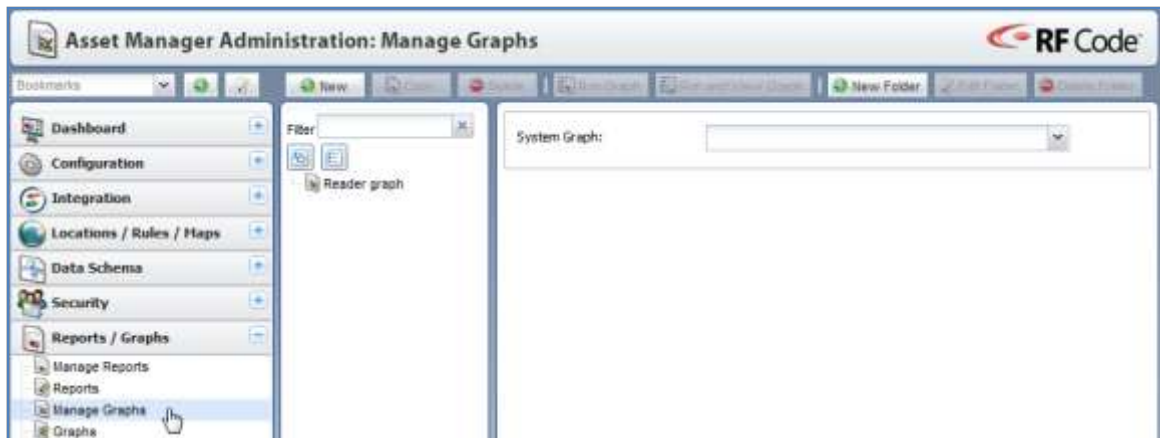 Asset Manager Administration: Manage Graphs
RF Code
Bookmarks
New
New Folder
Dashboard
Configuration
Integration
Locations / Rules / Maps
Data Schema
Security
Reports / Graphs
Manage Reports
Reports
Manage Graphs
Graphs
Filter
Reader graph
System Graph: